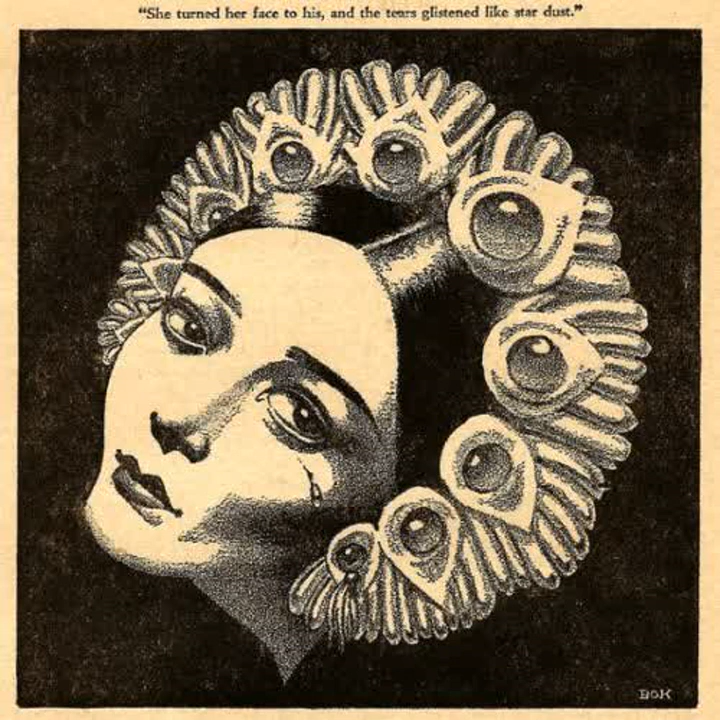 “She turned her face to his, and the tears glistened like star dust.”
BOK